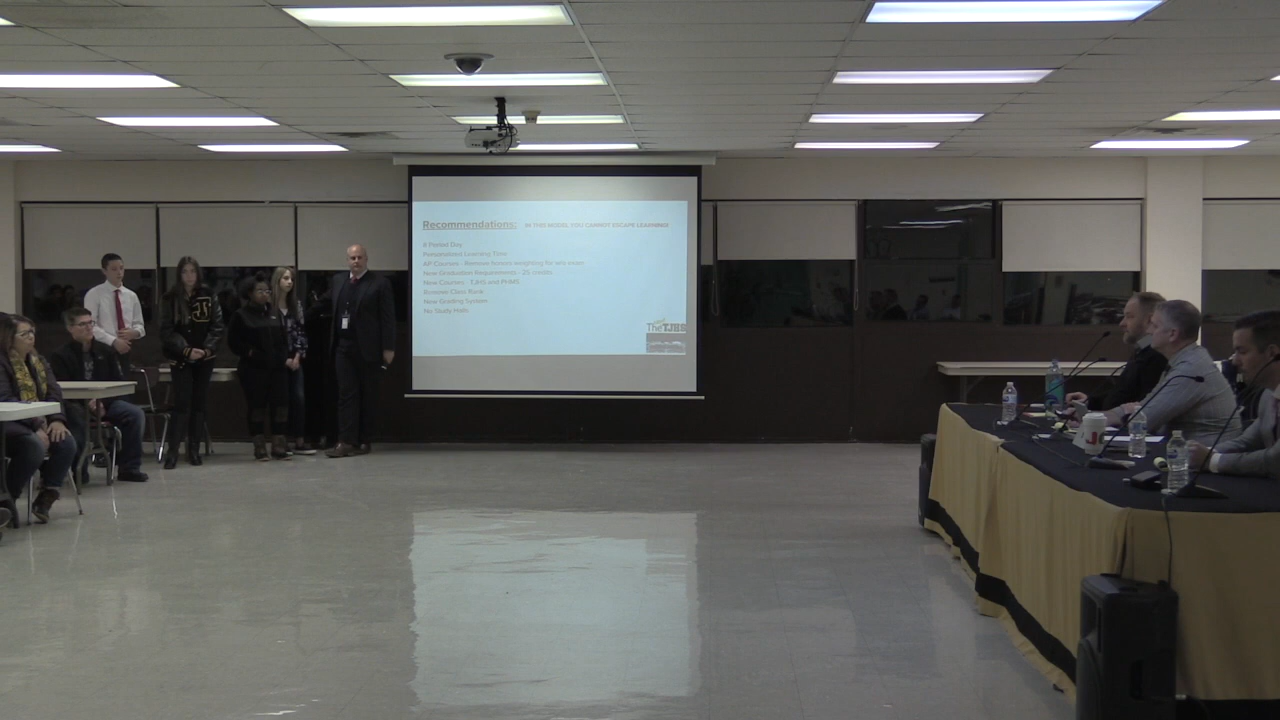 Recommendations: IN THIS MODEL YOU CANNOT ESCAPE LEARNING!
Period Day
Personalized Learning Time
AP Courses - Remove honors weighting for w/o exam
New Graduation Requirements - 25 credits
New Courses - TJHS and PHMS
Remove Class Rank
New Grading System
No Study Halls
The TJHS